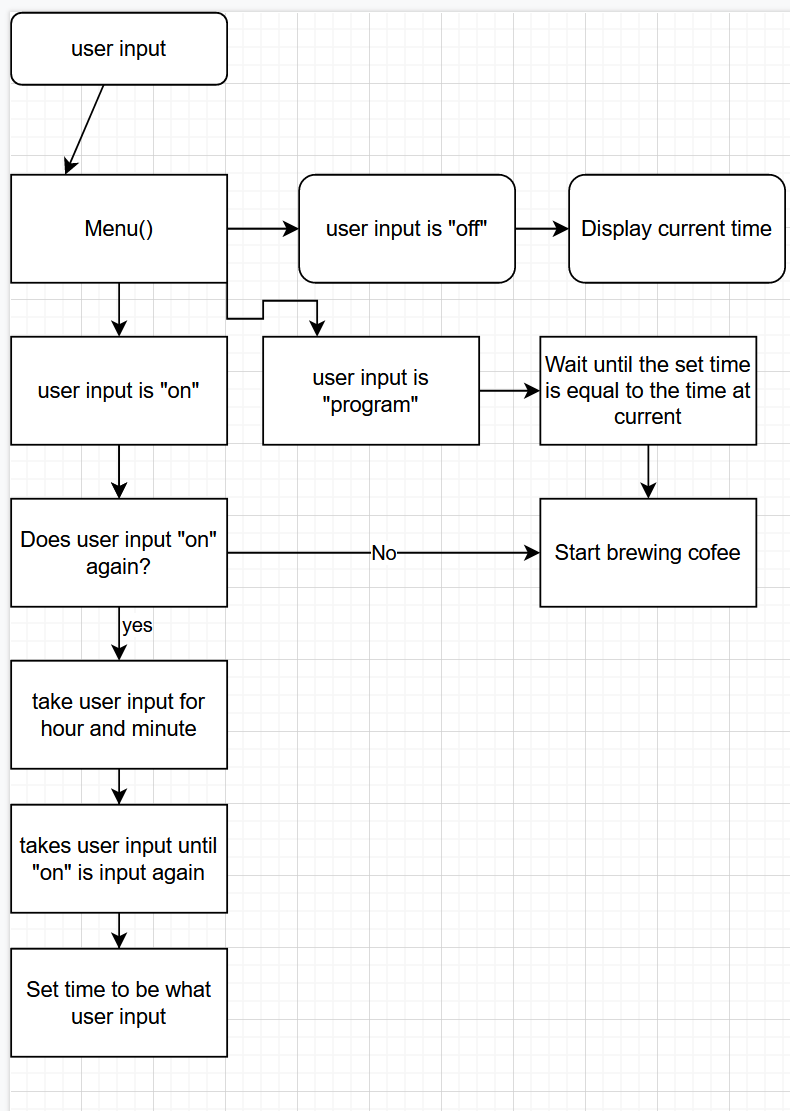 user input
Menu()
user input is "off"
Display current time
user input is "on"
user input is
"program"
Wait until the set time
is equal to the time at
current
Does user input "on"
again?
No
Start brewing cofee
yes
take user input for
hour and minute
takes user input until
"on" is input again
Set time to be what
user input